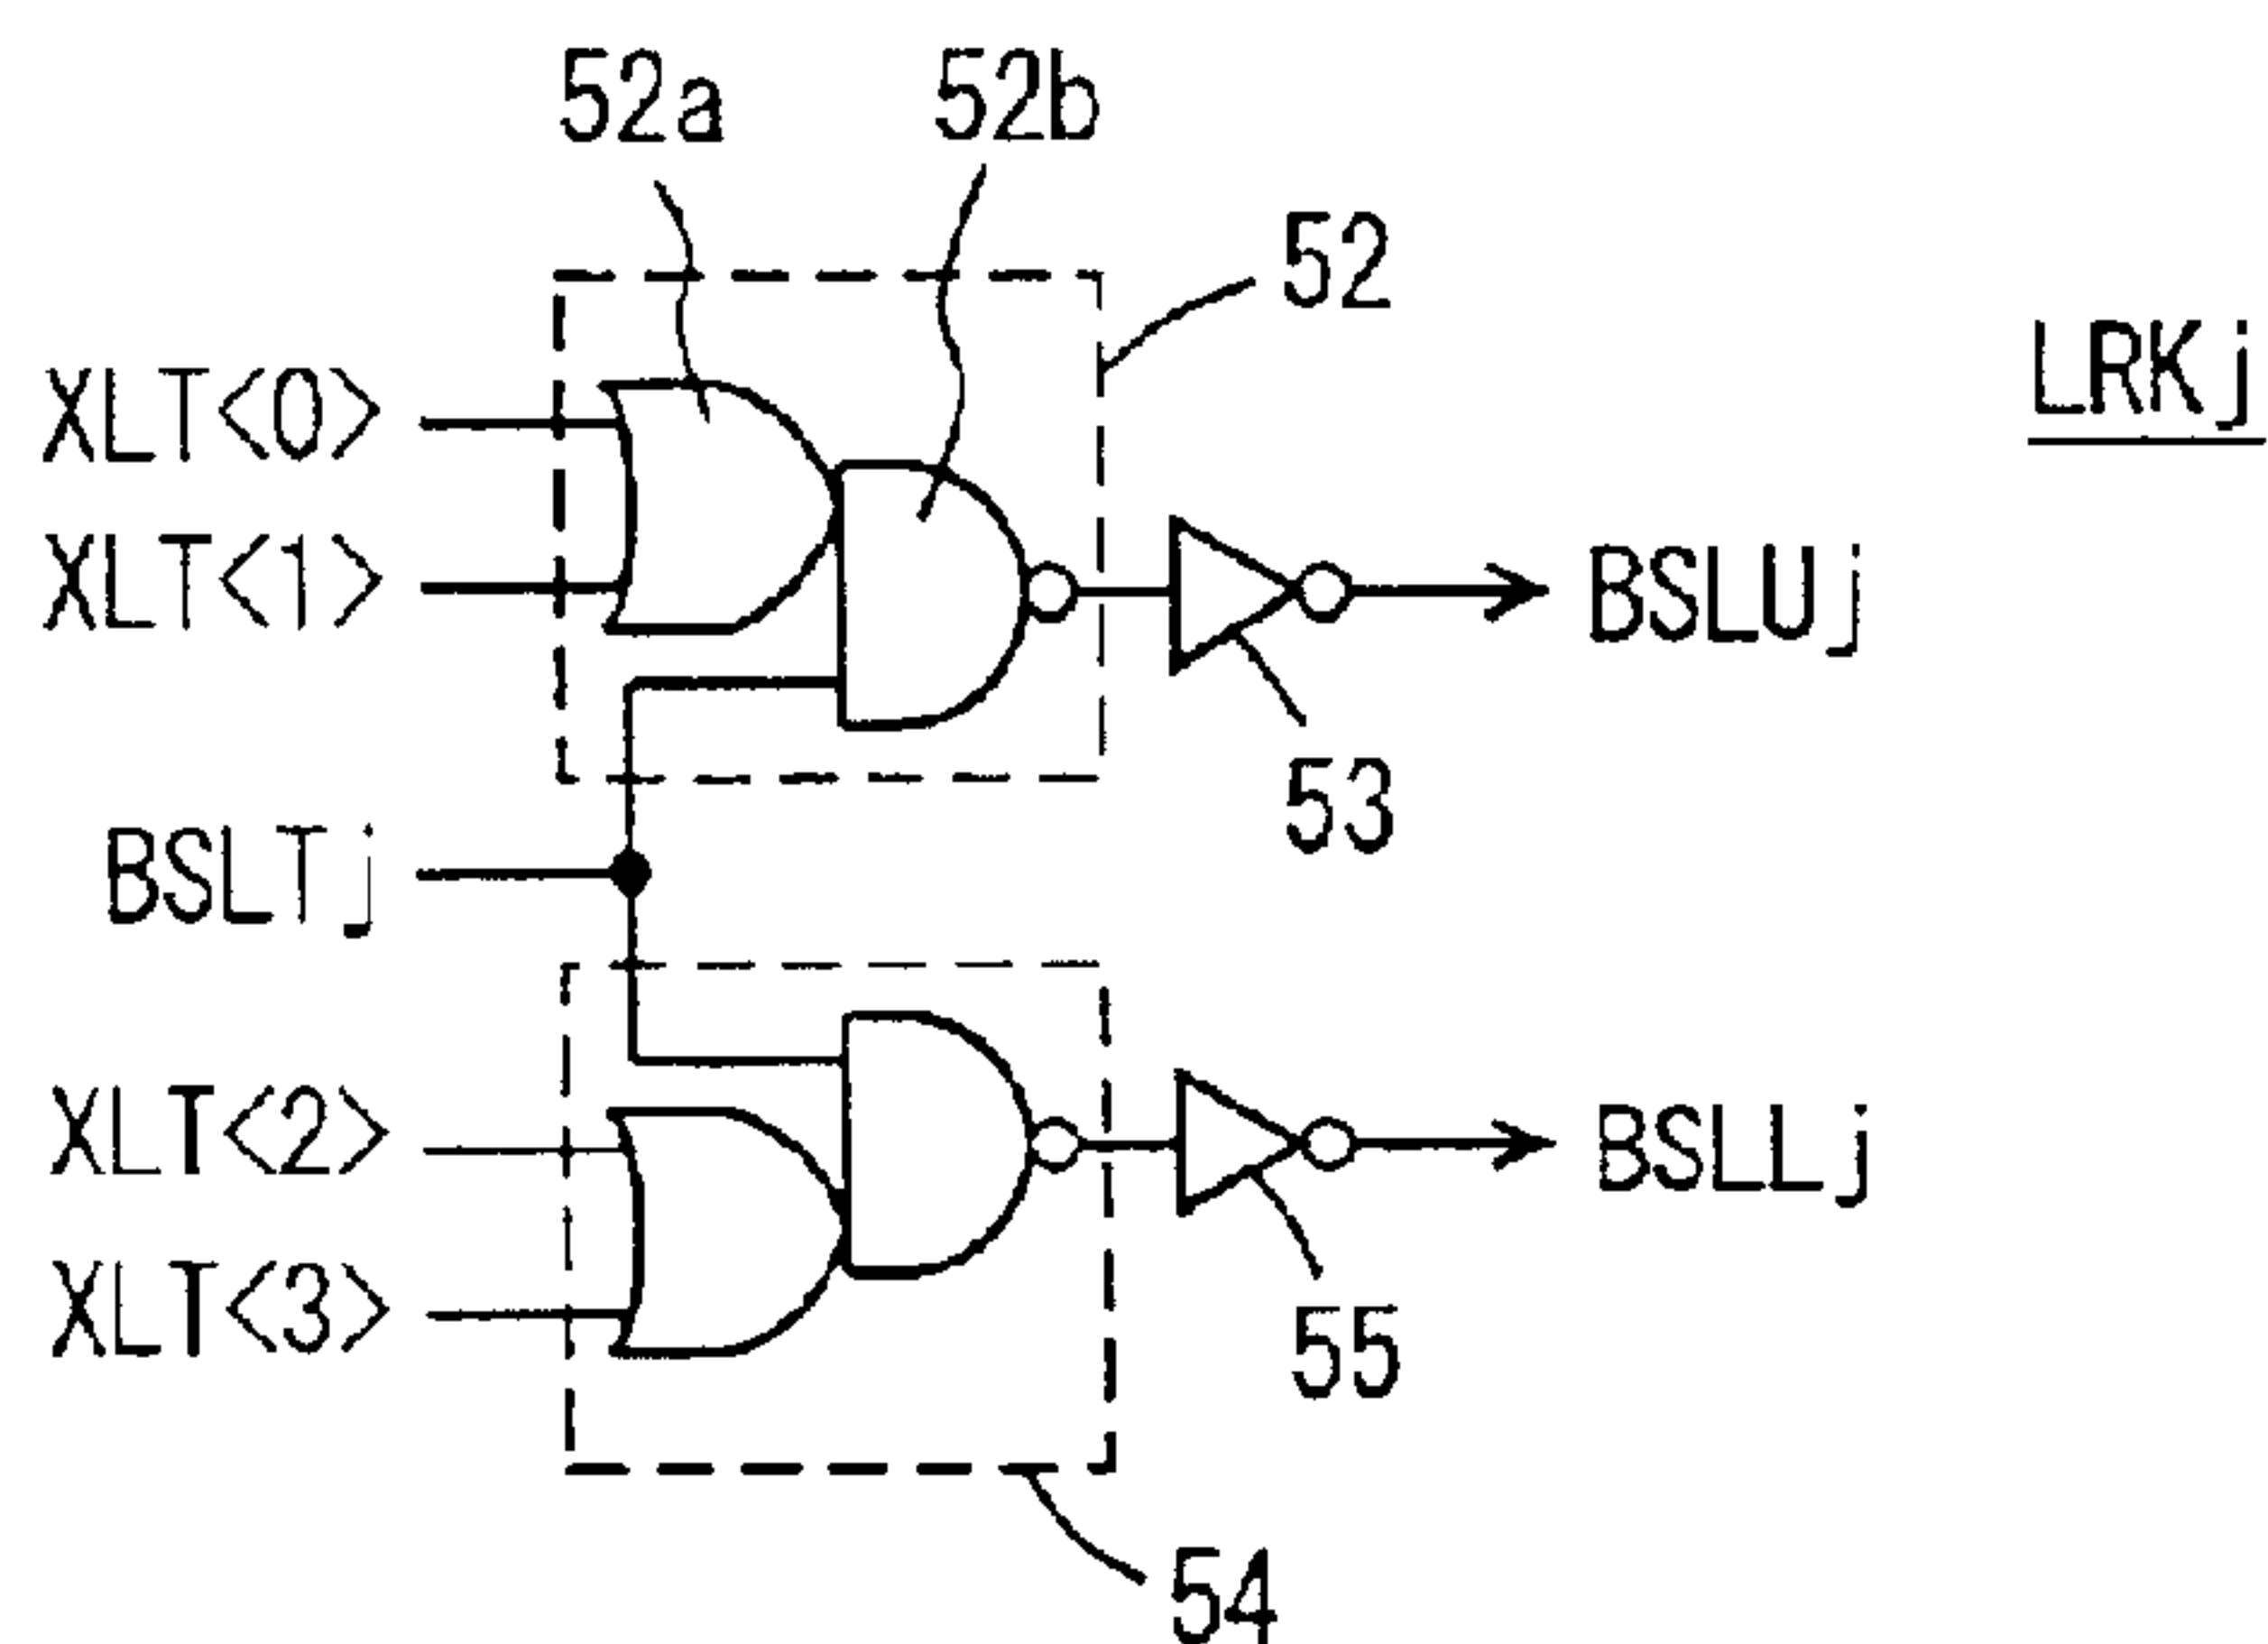 52a
52b
52
LRKj
XLT<0>
XLT<1>
BSLUj
53
BSLTj
XLT<2>
BSLLj
XLT<3>
55
54